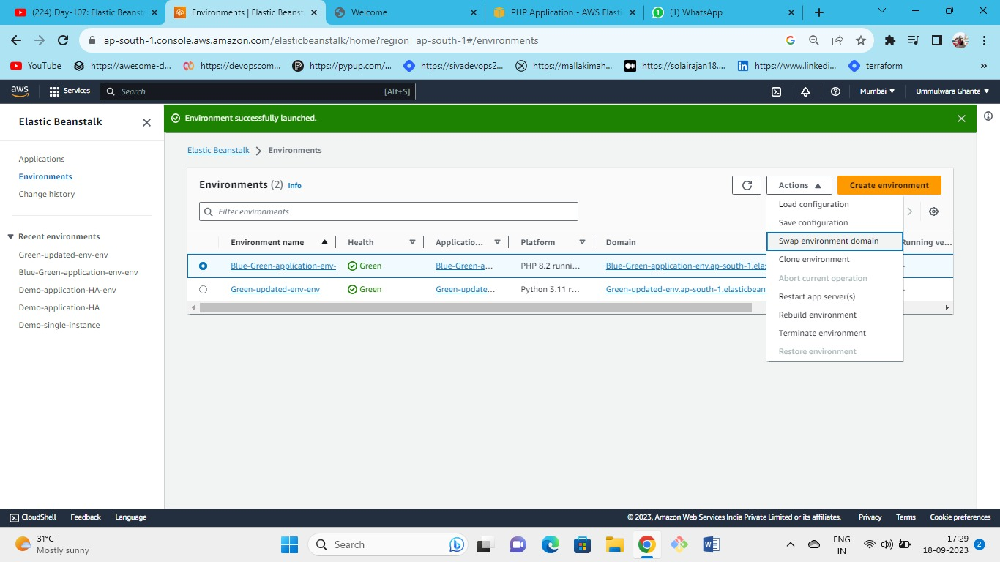 (224) Day-107: Elastic Beanst
Environments | Elastic Beanst
Welcome
PHP Application - AWS Elasti
(1) WhatsApp
ap-south-1.console.aws.amazon.com/elasticbeanstalk/home?region=ap-south-1#/environments
YouTube
https://awesome-d...
https://devopscom...
https://pypup.com/...
https://sivadevops2...
https://mallakimah...
https://solairajan18....
https://www.linkedi...
terraform
»
aws
Services
Search
[Alt+S]
Mumbai
Ummulwara Ghante
Elastic Beanstalk
Environment successfully launched.
Elastic Beanstalk
Environments
Applications
Environments
Change history
Recent environments
Green-updated-env-env
Blue-Green-application-env-env
Demo-application-HA-env
Demo-application-HA
Demo-single-instance
Environments (2)
Info
Actions
Create environment
Filter environments
Load configuration
Save configuration
Swap environment domain
Clone environment
Abort current operation
Restart app server(s)
Rebuild environment
Terminate environment
Restore environment
Environment name
Health
Applicatio...
Platform
Domain
Running ve...
Blue-Green-application-env-
Green
Blue-Green-a...
PHP 8.2 runni...
Blue-Green-application-env.ap-south-1.elas
-
Green-updated-env-env
Green
Green-update...
Python 3.11 r...
Green-updated-env.ap-south-1.elasticbeans
-
CloudShell
Feedback
Language
© 2023, Amazon Web Services India Private Limited or its affiliates.
Privacy
Terms
Cookie preferences
31°C
Mostly sunny
Search
ENG
IN
17:29
18-09-2023
2